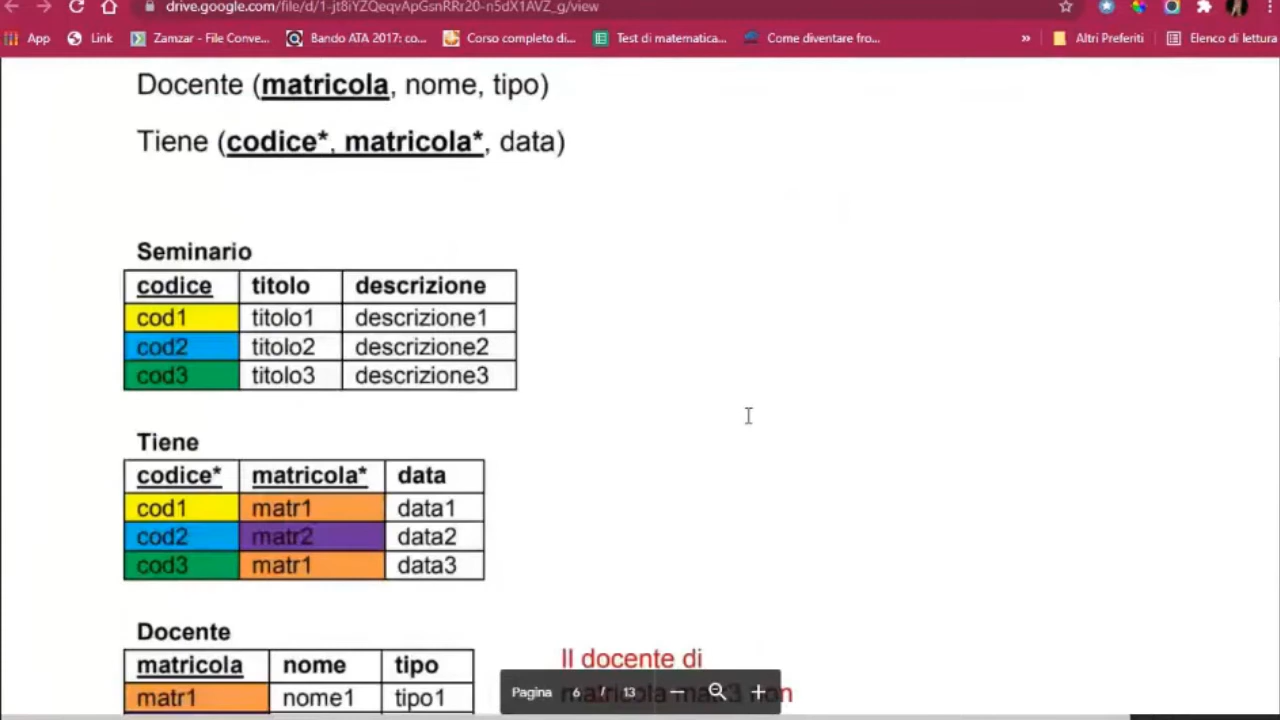 drive.google.com/file/d/1-jt8iYZQeqvApGsnRRr20-n5dX1AVZ_g/view
App Link Zamzar - File Conve... Bando ATA 2017: co... Corso completo di... Test di matematica... Come diventare fro... » Altri Preferiti Elenco di lettura
Docente (matricola, nome, tipo)
Tiene (codice*, matricola*, data)
Seminario
codice titolo descrizione
cod1 titolo1 descrizione1
cod2 titolo2 descrizione2
cod3 titolo3 descrizione3
Tiene
codice* matricola* data
cod1 matr1 data1
cod2 matr2 data2
cod3 matr1 data3
Docente
matricola nome tipo
matr1 nome1 tipo1
Il docente di
matricola matr3 non
Pagina 6 / 13